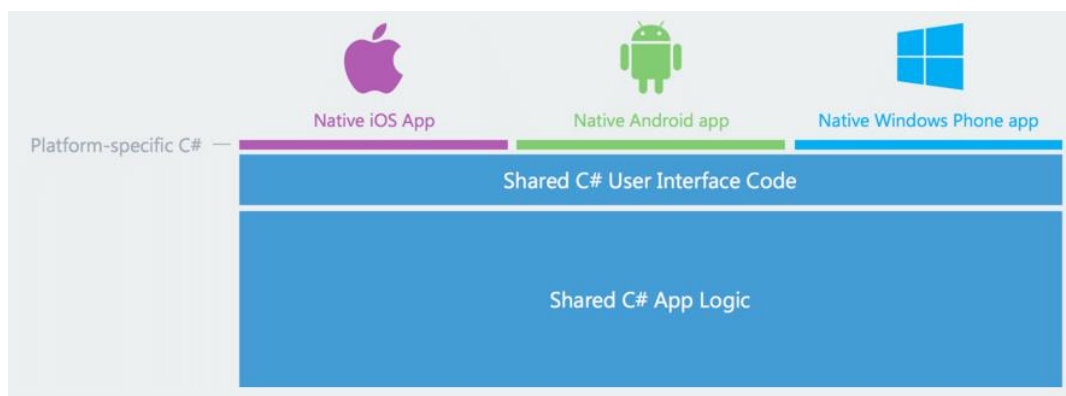 Native iOS App
Native Android app
Native Windows Phone app
Platform-specific C#
Shared C# User Interface Code
Shared C# App Logic